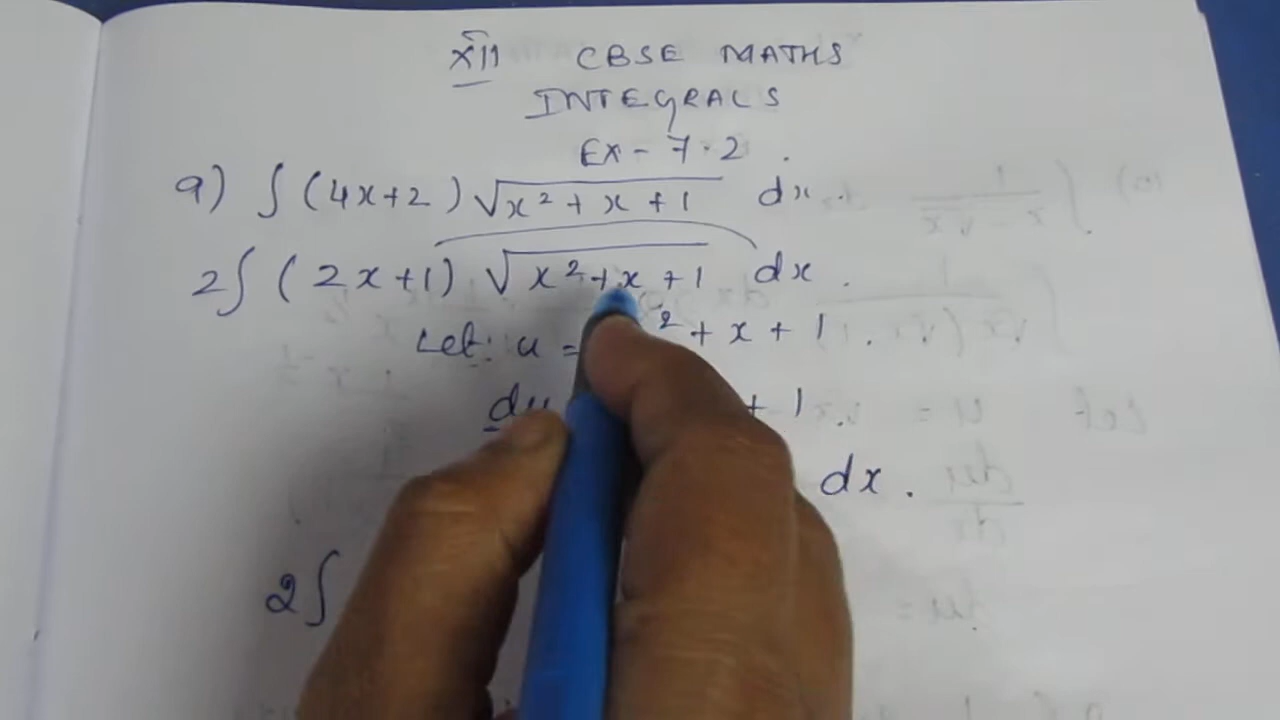 XII CBSE MATHS
INTEGRALS
Ex - 7.2
9) ∫ (4x+2) √x² + x + 1 dx.
2∫ (2x+1) √x² + x + 1 dx.
Let: u = ² + x + 1.
du + 1.
dx.
2∫